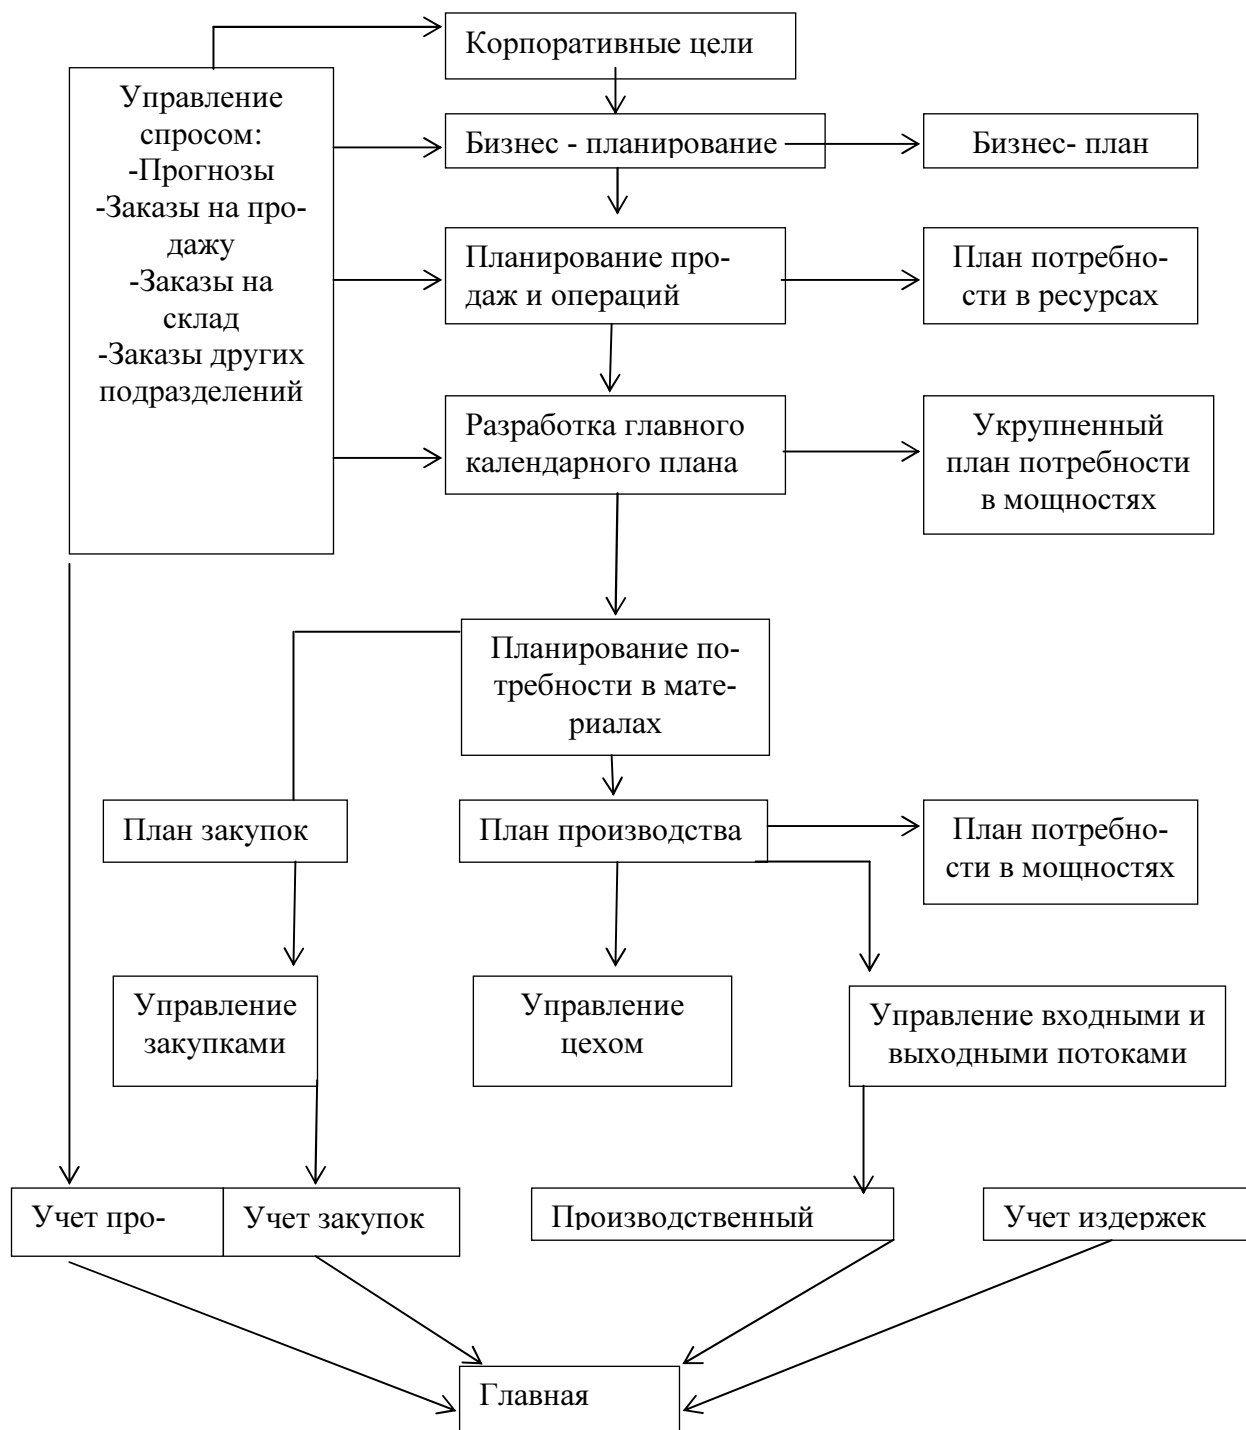 Корпоративные цели
Управление
спросом:
-Прогнозы
-Заказы на про-
дажу
-Заказы на
склад
-Заказы других
подразделений
Бизнес - планирование
Бизнес- план
Планирование про-
даж и операций
План потребно-
сти в ресурсах
Разработка главного
календарного плана
Укрупненный
план потребности
в мощностях
Планирование по-
требности в мате-
риалах
План закупок
План производства
План потребно-
сти в мощностях
Управление
закупками
Управление
цехом
Управление входными и
выходными потоками
Учет про-
Учет закупок
Производственный
Учет издержек
Главная